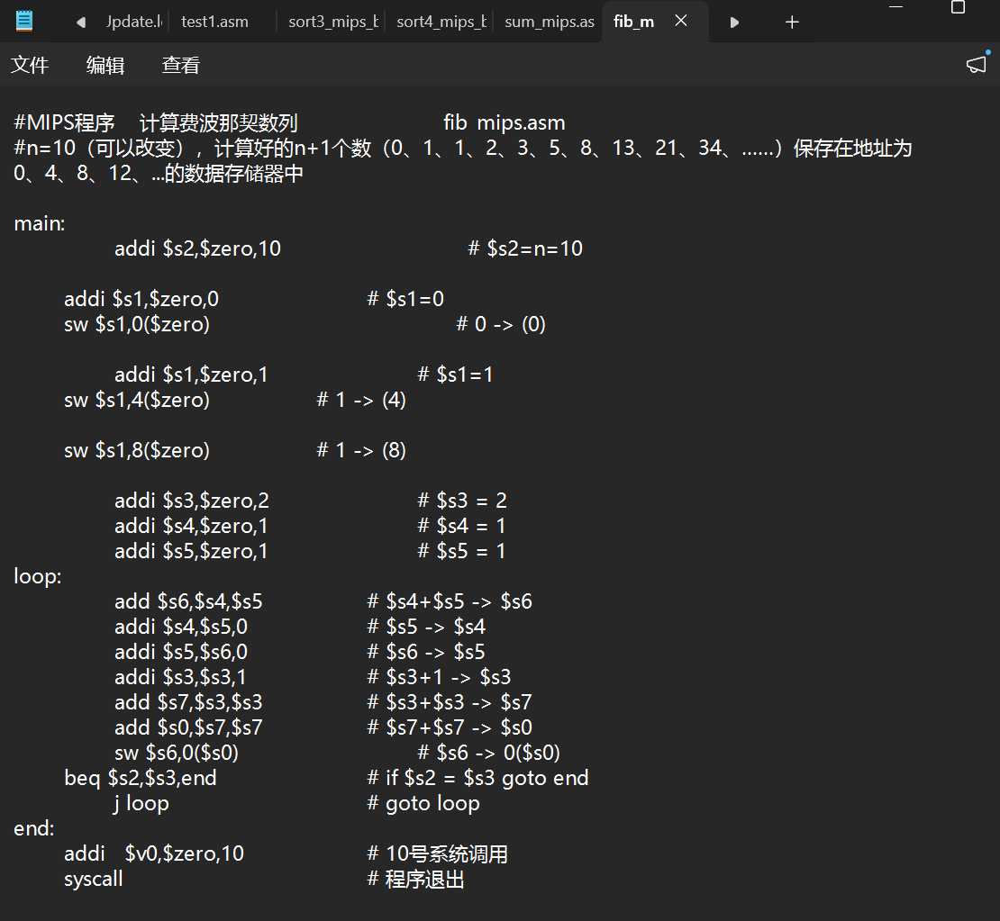 Jpdate.l
test1.asm
sort3_mips_b
sort4_mips_b
sum_mips.as
fib_m
文件 编辑 查看
#MIPS程序 计算费波那契数列 fib mips.asm
#n=10（可以改变），计算好的n+1个数（0、1、1、2、3、5、8、13、21、34、……）保存在地址为
0、4、8、12、...的数据存储器中
main:
addi $s2,$zero,10 # $s2=n=10
addi $s1,$zero,0 # $s1=0
sw $s1,0($zero) # 0 -> (0)
addi $s1,$zero,1 # $s1=1
sw $s1,4($zero) # 1 -> (4)
sw $s1,8($zero) # 1 -> (8)
addi $s3,$zero,2 # $s3 = 2
addi $s4,$zero,1 # $s4 = 1
addi $s5,$zero,1 # $s5 = 1
loop:
add $s6,$s4,$s5 # $s4+$s5 -> $s6
addi $s4,$s5,0 # $s5 -> $s4
addi $s5,$s6,0 # $s6 -> $s5
addi $s3,$s3,1 # $s3+1 -> $s3
add $s7,$s3,$s3 # $s3+$s3 -> $s7
add $s0,$s7,$s7 # $s7+$s7 -> $s0
sw $s6,0($s0) # $s6 -> 0($s0)
beq $s2,$s3,end # if $s2 = $s3 goto end
j loop # goto loop
end:
addi $v0,$zero,10 # 10号系统调用
syscall # 程序退出